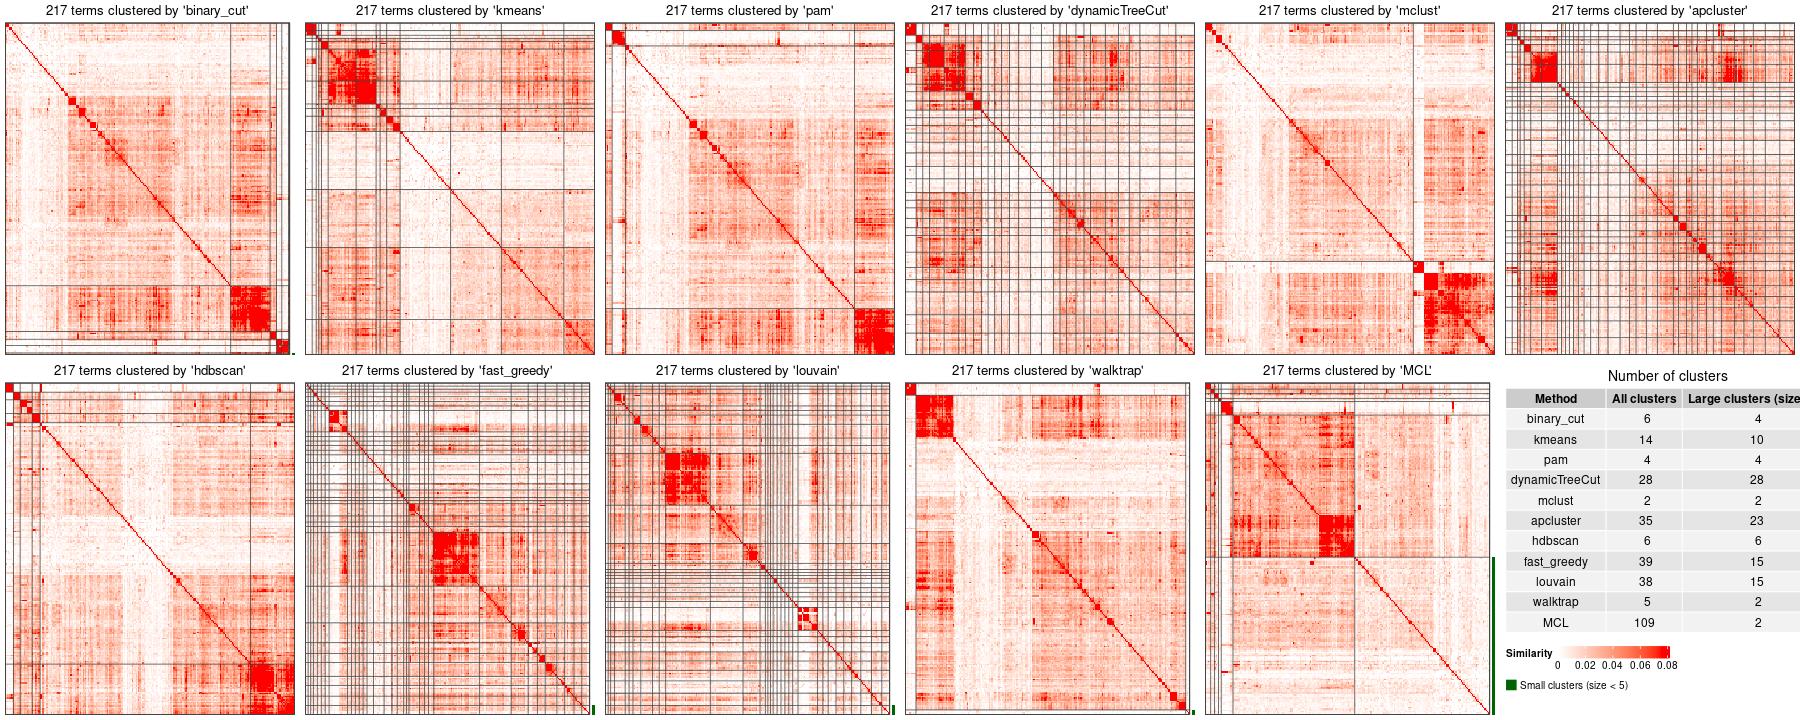 217 terms clustered by 'binary_cut'
217 terms clustered by 'kmeans'
217 terms clustered by 'pam'
217 terms clustered by 'dynamicTreeCut'
217 terms clustered by 'mclust'
217 terms clustered by 'apcluster'
217 terms clustered by 'hdbscan'
217 terms clustered by 'fast_greedy'
217 terms clustered by 'louvain'
217 terms clustered by 'walktrap'
217 terms clustered by 'MCL'
Number of clusters
Method All clusters Large clusters (size
binary_cut 6 4
kmeans 14 10
pam 4 4
dynamicTreeCut 28 28
mclust 2 2
apcluster 35 23
hdbscan 6 6
fast_greedy 39 15
louvain 38 15
walktrap 5 2
MCL 109 2
Similarity
0 0.02 0.04 0.06 0.08
Small clusters (size < 5)